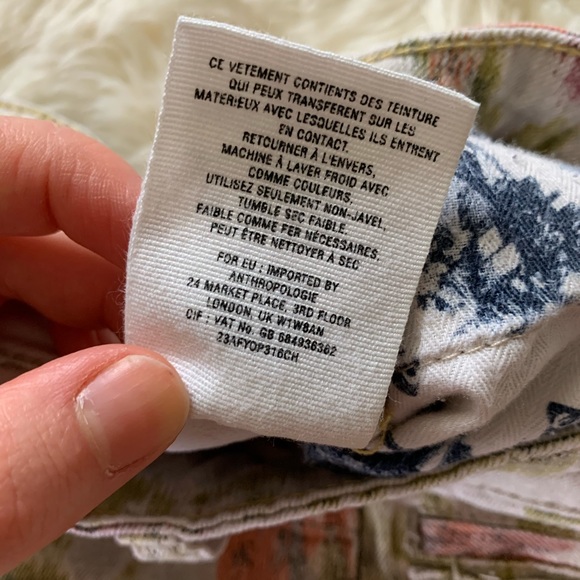 CE VETEMENT CONTIENTS DES TEINTURE
QUI PEUX TRANSFERENT SUR LES
MATERIEUX AVEC LESQUELLES ILS ENTRENT
EN CONTACT.
RETOURNER À L'ENVERS,
MACHINE À LAVER FROID AVEC
COMME COULEURS,
UTILISEZ SEULEMENT NON-JAVEL,
TUMBLE SEC FAIBLE.
FAIBLE COMME FER NÉCESSAIRES,
PEUT ÊTRE NETTOYER À SEC
FOR EU : IMPORTED BY
ANTHROPOLOGIE
24 MARKET PLACE, 3RD FLOOR
LONDON, UK W1W8AN
CIF : VAT No. GB 684936362
23AFYOP316CH